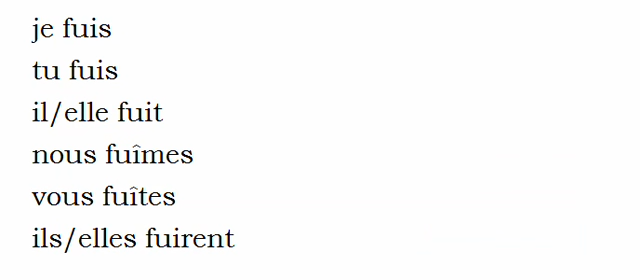 je fuis
tu fuis
il/elle fuit
nous fuîmes
vous fuîtes
ils/elles fuirent